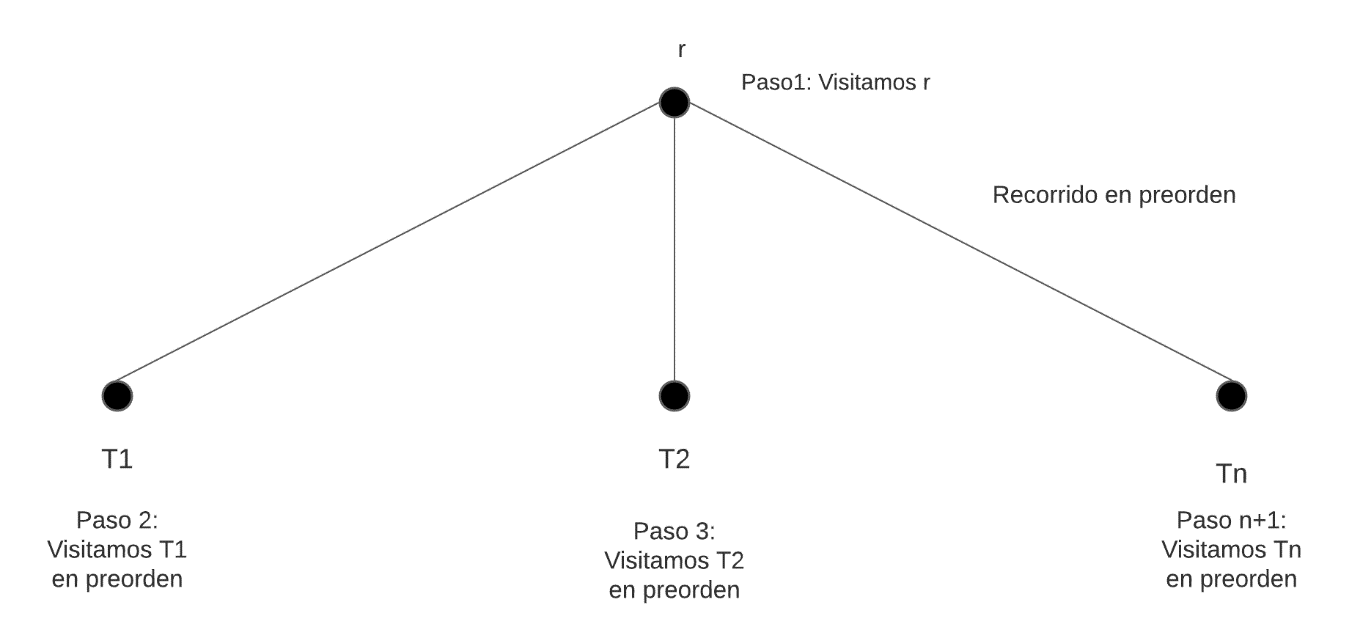 r
Paso1: Visitamos r
Recorrido en preorden
T1
T2
Tn
Paso 2:
Visitamos T1
en preorden
Paso 3:
Visitamos T2
en preorden
Paso n+1:
Visitamos Tn
en preorden